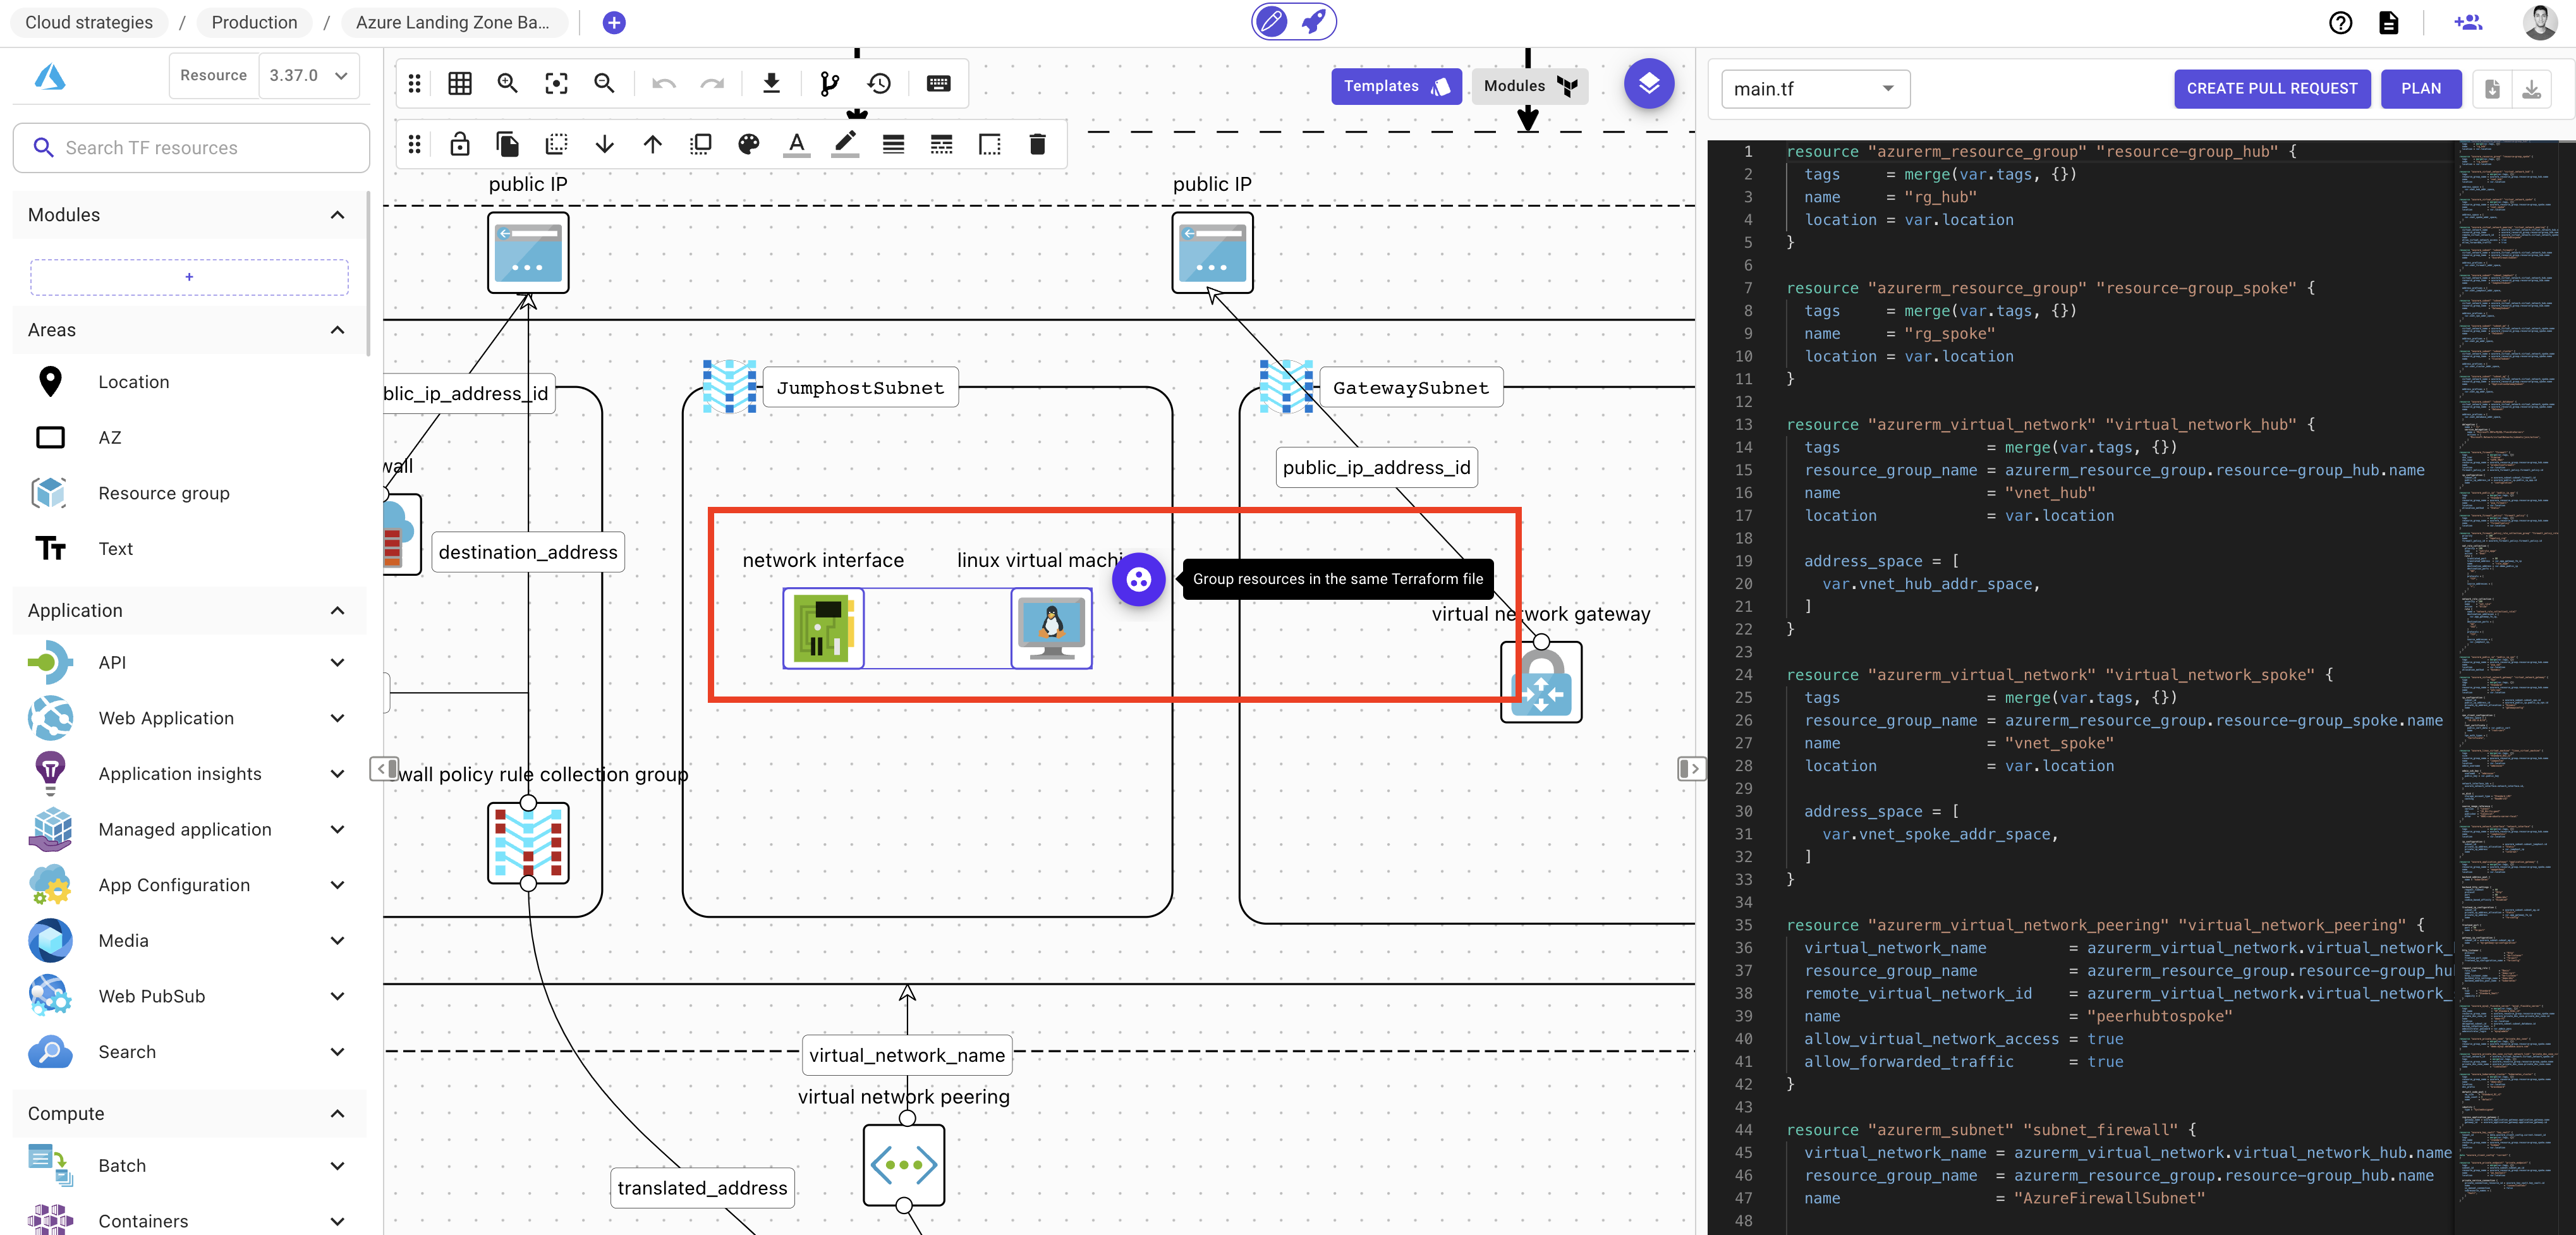 Cloud strategies / Production / Azure Landing Zone Ba...
Resource 3.37.0
Search TF resources
Modules
+
Areas
Location
AZ
Resource group
Text
Application
API
Web Application
Application insights
Managed application
App Configuration
Media
Web PubSub
Search
Compute
Batch
Containers
Templates
Modules
public IP
public IP
blic_ip_address_id
JumphostSubnet
GatewaySubnet
wall
public_ip_address_id
destination_address
network interface
linux virtual mach
Group resources in the same Terraform file
virtual network gateway
wall policy rule collection group
virtual_network_name
virtual network peering
translated_address
main.tf
CREATE PULL REQUEST
PLAN
1 resource "azurerm_resource_group" "resource-group_hub" {
2 tags = merge(var.tags, {})
3 name = "rg_hub"
4 location = var.location
5 }
6
7 resource "azurerm_resource_group" "resource-group_spoke" {
8 tags = merge(var.tags, {})
9 name = "rg_spoke"
10 location = var.location
11 }
12
13 resource "azurerm_virtual_network" "virtual_network_hub" {
14 tags = merge(var.tags, {})
15 resource_group_name = azurerm_resource_group.resource-group_hub.name
16 name = "vnet_hub"
17 location = var.location
18
19 address_space = [
20 var.vnet_hub_addr_space,
21 ]
22 }
23
24 resource "azurerm_virtual_network" "virtual_network_spoke" {
25 tags = merge(var.tags, {})
26 resource_group_name = azurerm_resource_group.resource-group_spoke.name
27 name = "vnet_spoke"
28 location = var.location
29
30 address_space = [
31 var.vnet_spoke_addr_space,
32 ]
33 }
34
35 resource "azurerm_virtual_network_peering" "virtual_network_peering" {
36 virtual_network_name = azurerm_virtual_network.virtual_network_
37 resource_group_name = azurerm_resource_group.resource-group_hu
38 remote_virtual_network_id = azurerm_virtual_network.virtual_network_
39 name = "peerhubtospoke"
40 allow_virtual_network_access = true
41 allow_forwarded_traffic = true
42 }
43
44 resource "azurerm_subnet" "subnet_firewall" {
45 virtual_network_name = azurerm_virtual_network.virtual_network_hub.name
46 resource_group_name = azurerm_resource_group.resource-group_hub.name
47 name = "AzureFirewallSubnet"
48